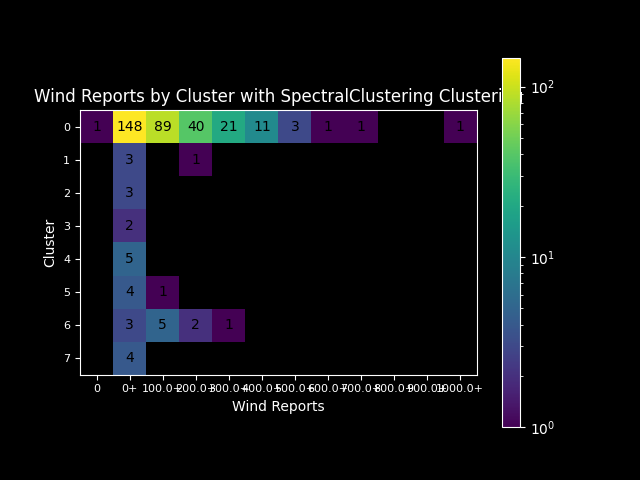 Wind Reports by Cluster with SpectralClustering Clusteri
0 1 148 89 40 21 11 3 1 1 1
1 3 1
2 3
3 2
4 5
5 4 1
6 3 5 2 1
7 4
Cluster
0 0+ 100.0+ 200.0+ 300.0+ 400.0+ 500.0+ 600.0+ 700.0+ 800.0+ 900.0+ 1000.0+
Wind Reports
10²
10¹
10⁰